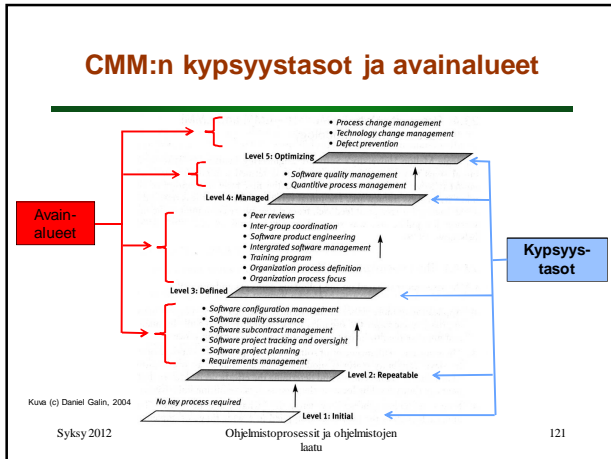 CMM:n kypsyystasot ja avainalueet
• Process change management
• Technology change management
• Defect prevention
Level 5: Optimizing
• Software quality management
• Quantitive process management
Level 4: Managed
Avain-
alueet
• Peer reviews
• Inter-group coordination
• Software product engineering
• Intergrated software management
• Training program
• Organization process definition
• Organization process focus
Kypsyys-
tasot
Level 3: Defined
• Software configuration management
• Software quality assurance
• Software subcontract management
• Software project tracking and oversight
• Software project planning
• Requirements management
Level 2: Repeatable
Kuva (c) Daniel Galin, 2004
No key process required
Level 1: Initial
Syksy 2012
Ohjelmistoprosessit ja ohjelmistojen
laatu
121